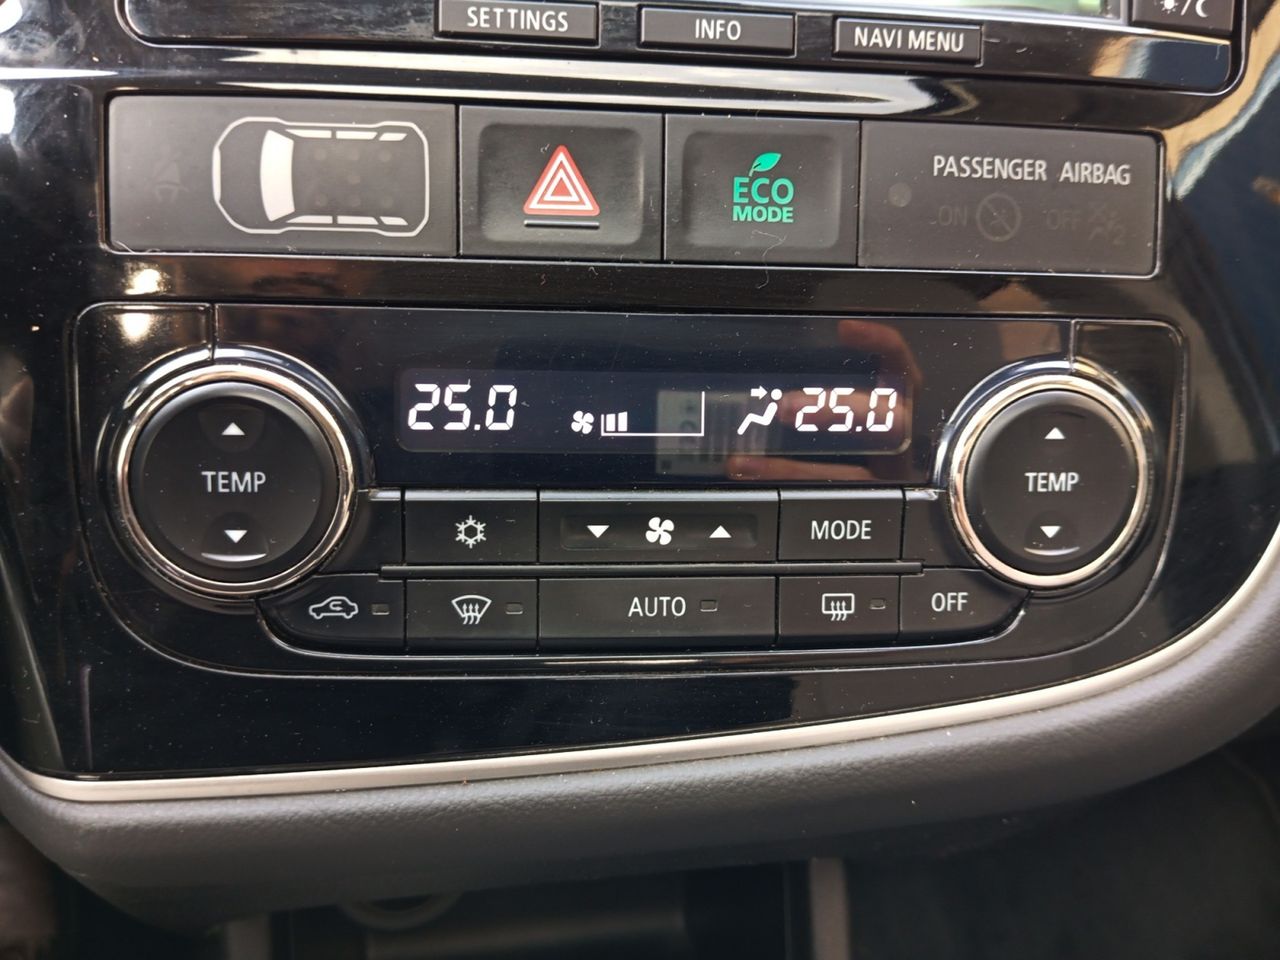 SETTINGS
INFO
NAVI MENU
ECO
MODE
PASSENGER AIRBAG
ON OFF
2
25.0
25.0
TEMP
TEMP
MODE
AUTO
OFF